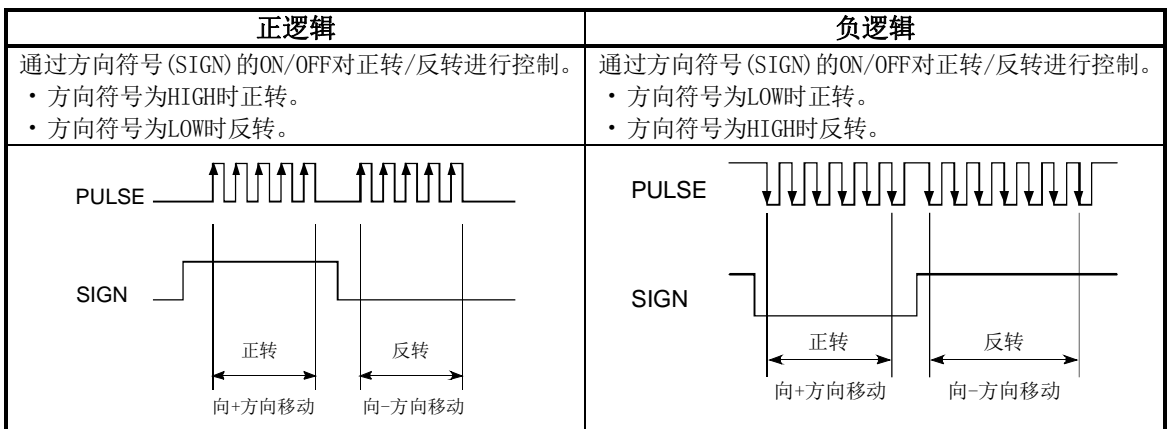 正逻辑
通过方向符号(SIGN)的ON/OFF对正转/反转进行控制。
・方向符号为HIGH时正转。
・方向符号为LOW时反转。
PULSE
SIGN
正转
反转
向+方向移动
向-方向移动
负逻辑
通过方向符号(SIGN)的ON/OFF对正转/反转进行控制。
・方向符号为LOW时正转。
・方向符号为HIGH时反转。
PULSE
SIGN
正转
反转
向+方向移动
向-方向移动